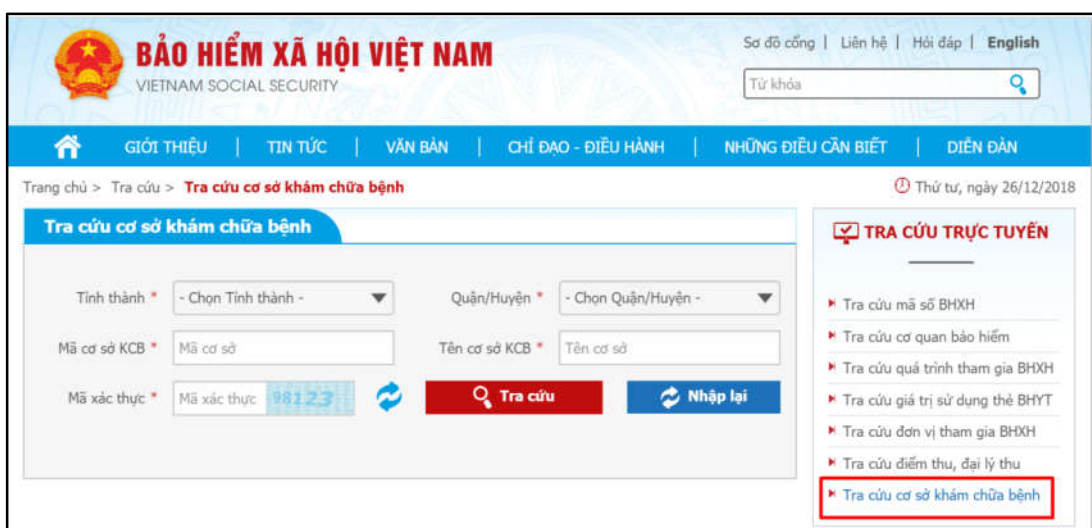 Sơ đồ cổng | Liên hệ | Hỏi đáp | English
BẢO HIỂM XÃ HỘI VIỆT NAM
VIETNAM SOCIAL SECURITY
Từ khóa
GIỚI THIỆU | TIN TỨC | VĂN BẢN | CHỈ ĐẠO - ĐIỀU HÀNH | NHỮNG ĐIỀU CẦN BIẾT | DIỄN ĐÀN
Trang chủ > Tra cứu > Tra cứu cơ sở khám chữa bệnh
Thứ tư, ngày 26/12/2018
Tra cứu cơ sở khám chữa bệnh
Tỉnh thành * - Chọn Tỉnh thành - Quận/Huyện * - Chọn Quận/Huyện -
Mã cơ sở KCB * Mã cơ sở Tên cơ sở KCB * Tên cơ sở
Mã xác thực * Mã xác thực 98123 Tra cứu Nhập lại
TRA CỨU TRỰC TUYẾN
Tra cứu mã số BHXH
Tra cứu cơ quan bảo hiểm
Tra cứu quá trình tham gia BHXH
Tra cứu giá trị sử dụng thẻ BHYT
Tra cứu đơn vị tham gia BHXH
Tra cứu điểm thu, đại lý thu
Tra cứu cơ sở khám chữa bệnh